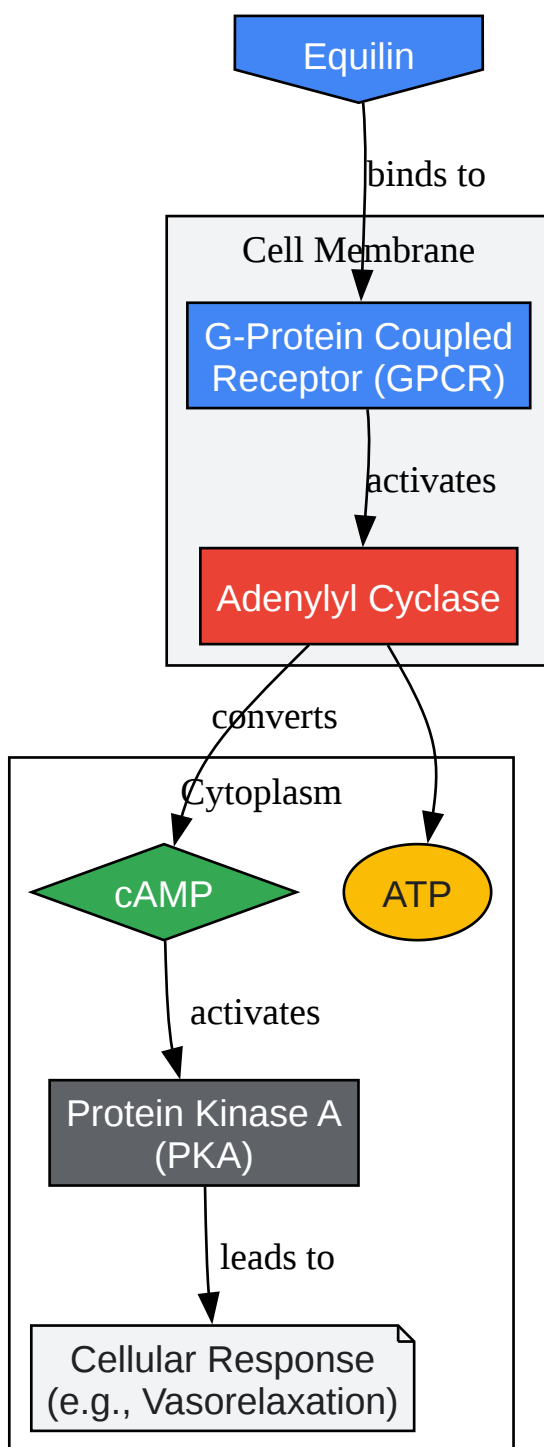 Equilin
binds to
Cell Membrane
G-Protein Coupled
Receptor (GPCR)
activates
Adenylyl Cyclase
converts
Cytoplasm
cAMP
ATP
activates
Protein Kinase A
(PKA)
leads to
Cellular Response
(e.g., Vasorelaxation)